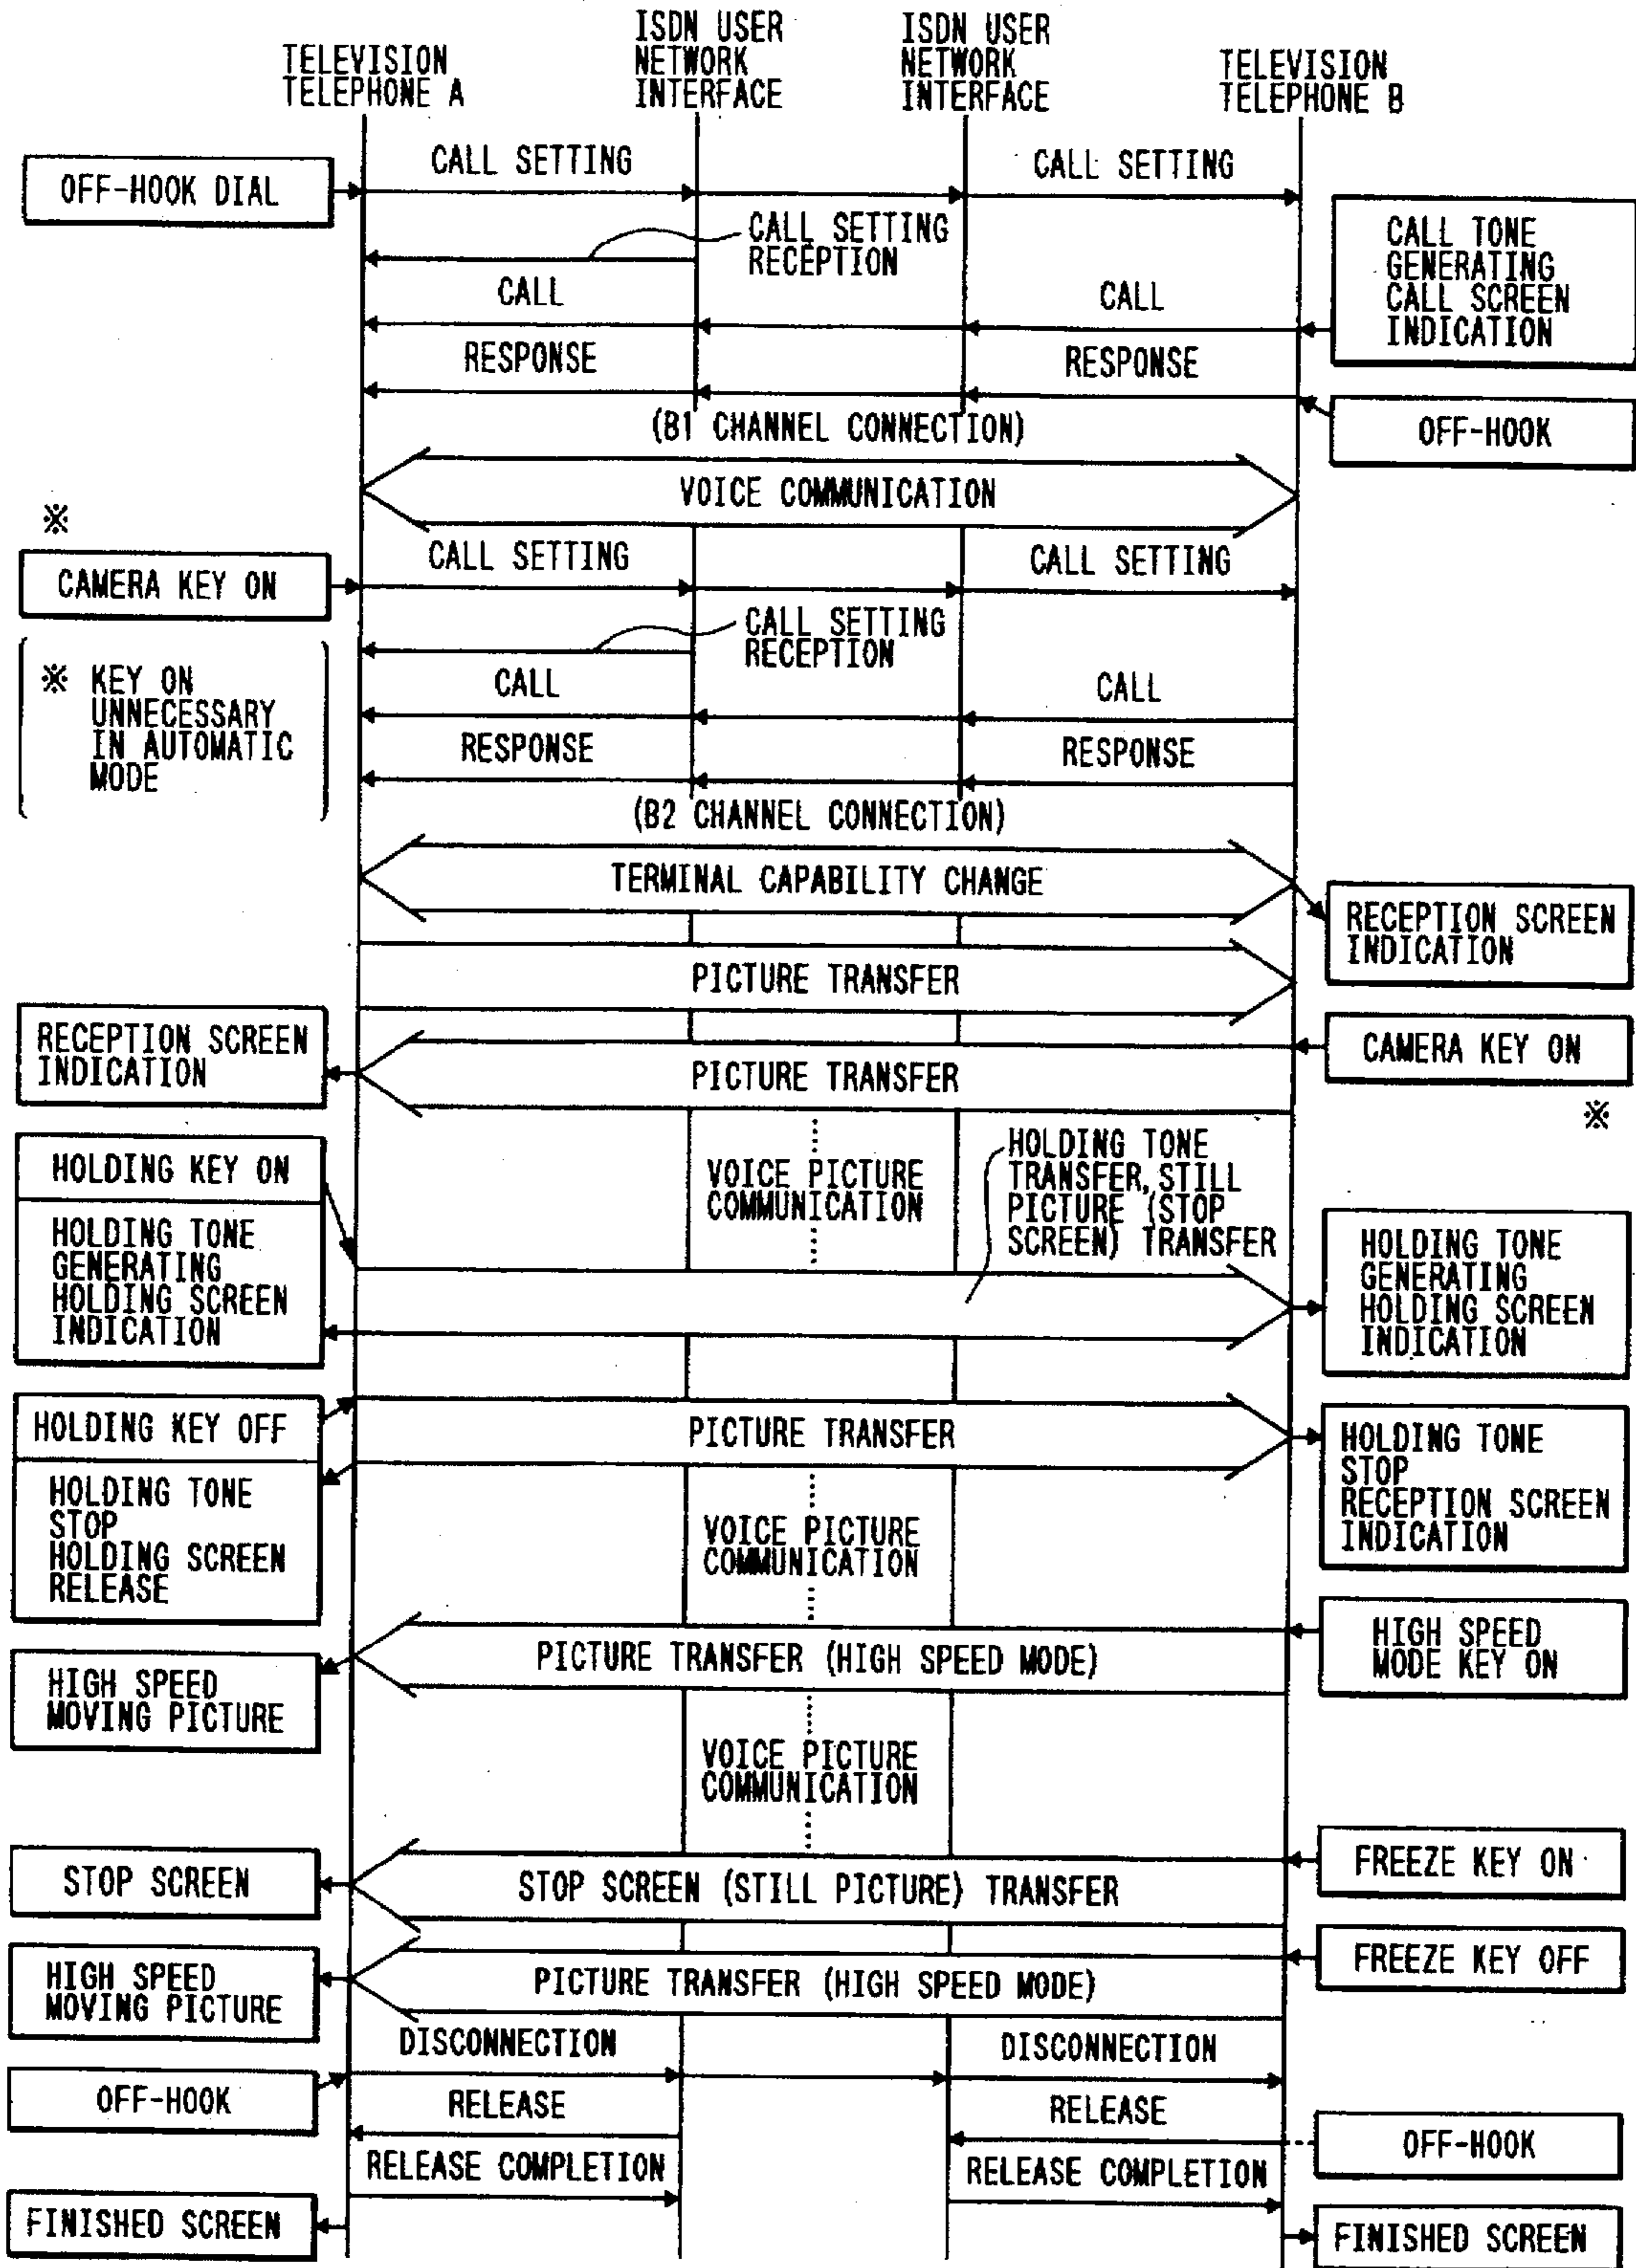 TELEVISION
TELEPHONE A
ISDN USER
NETWORK
INTERFACE
ISDN USER
NETWORK
INTERFACE
TELEVISION
TELEPHONE B
OFF-HOOK DIAL
CALL SETTING
CALL SETTING
CALL SETTING
RECEPTION
CALL TONE
GENERATING
CALL SCREEN
INDICATION
CALL
CALL
RESPONSE
RESPONSE
OFF-HOOK
(B1 CHANNEL CONNECTION)
VOICE COMMUNICATION
※
CAMERA KEY ON
CALL SETTING
CALL SETTING
CALL SETTING
RECEPTION
※ KEY ON
UNNECESSARY
IN AUTOMATIC
MODE
CALL
CALL
RESPONSE
RESPONSE
(B2 CHANNEL CONNECTION)
TERMINAL CAPABILITY CHANGE
RECEPTION SCREEN
INDICATION
PICTURE TRANSFER
RECEPTION SCREEN
INDICATION
CAMERA KEY ON
PICTURE TRANSFER
※
HOLDING KEY ON
HOLDING TONE
GENERATING
HOLDING SCREEN
INDICATION
VOICE PICTURE
COMMUNICATION
HOLDING TONE
TRANSFER, STILL
PICTURE (STOP
SCREEN) TRANSFER
HOLDING TONE
GENERATING
HOLDING SCREEN
INDICATION
HOLDING KEY OFF
HOLDING TONE
STOP
HOLDING SCREEN
RELEASE
PICTURE TRANSFER
HOLDING TONE
STOP
RECEPTION SCREEN
INDICATION
VOICE PICTURE
COMMUNICATION
HIGH SPEED
MODE KEY ON
PICTURE TRANSFER (HIGH SPEED MODE)
HIGH SPEED
MOVING PICTURE
VOICE PICTURE
COMMUNICATION
FREEZE KEY ON
STOP SCREEN
STOP SCREEN (STILL PICTURE) TRANSFER
FREEZE KEY OFF
HIGH SPEED
MOVING PICTURE
PICTURE TRANSFER (HIGH SPEED MODE)
DISCONNECTION
DISCONNECTION
OFF-HOOK
RELEASE
RELEASE
OFF-HOOK
RELEASE COMPLETION
RELEASE COMPLETION
FINISHED SCREEN
FINISHED SCREEN